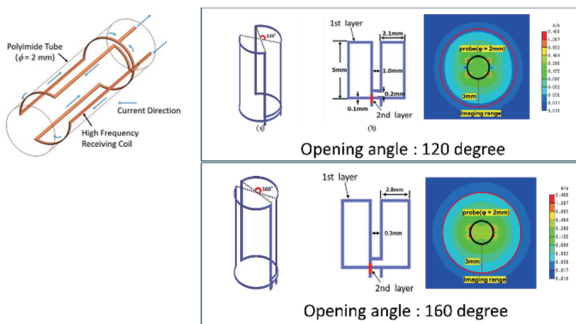 Polyimide Tube
(ϕ= 2 mm)
Current Direction
High Frequency
Receiving Coil
120°
(a)
1st layer
2.1mm
5mm
1.0mm
0.2mm
0.1mm
2nd layer
(b)
probe(φ = 2mm)
3mm
Imaging range
A/m
Opening angle : 120 degree
160°
1st layer
2.8mm
0.3mm
2nd layer
probe(φ = 2mm)
3mm
Imaging range
A/m
Opening angle : 160 degree